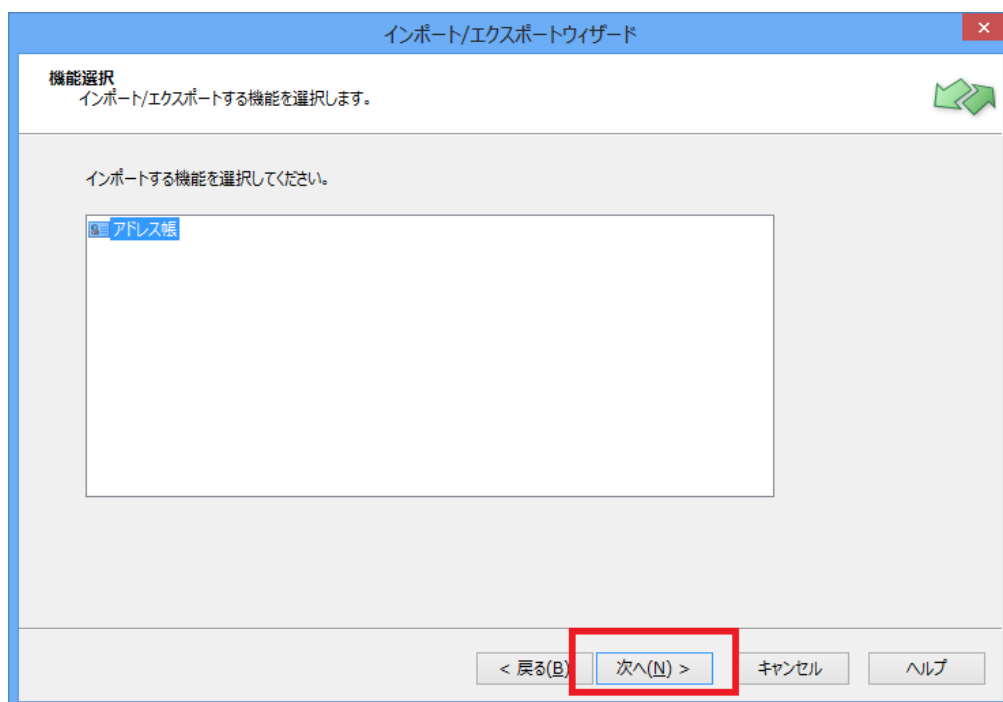 インポート/エクスポートウィザード
機能選択
インポート/エクスポートする機能を選択します。
インポートする機能を選択してください。
アドレス帳
< 戻る(B) 次へ(N) > キャンセル ヘルプ